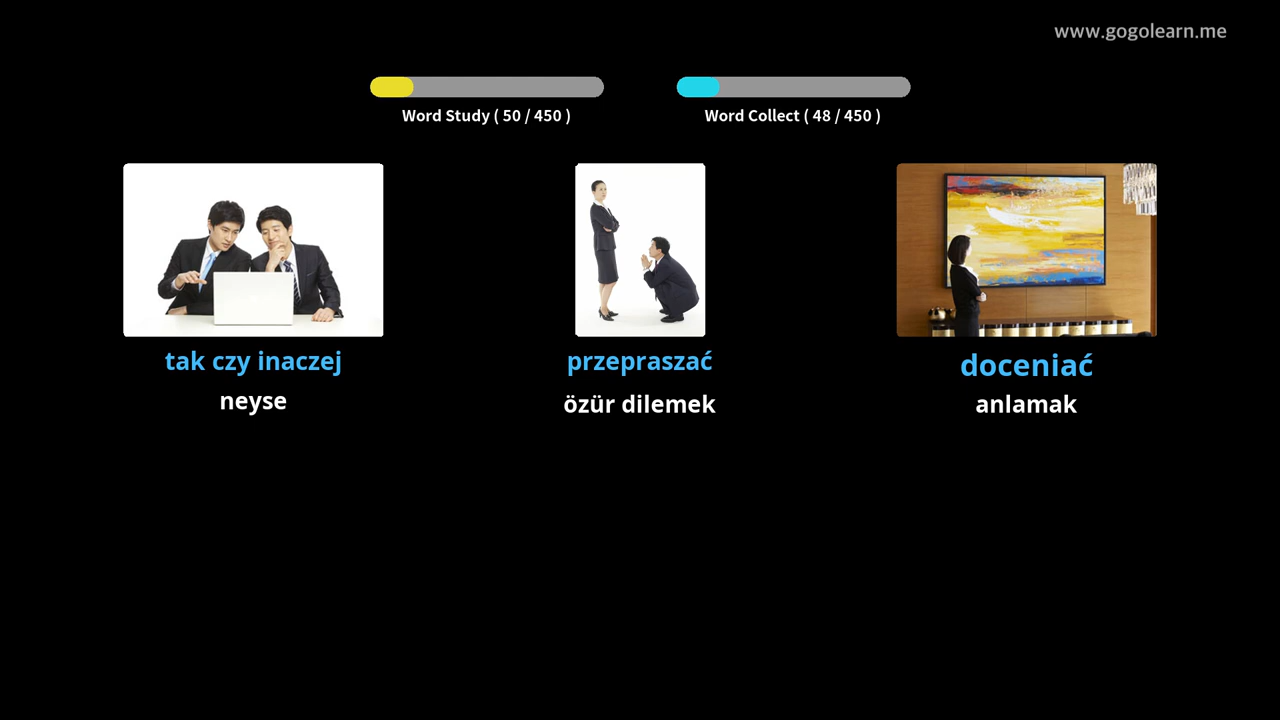 www.gogolearn.me
Word Study ( 50 / 450 )
Word Collect ( 48 / 450 )
tak czy inaczej
przepraszać
doceniać
neyse
özür dilemek
anlamak